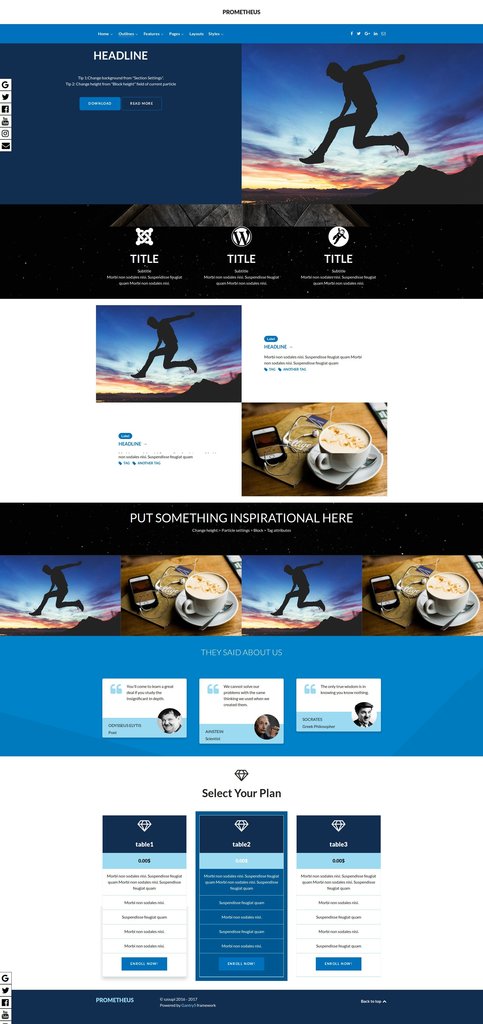 PROMETHEUS
Home Outlines Features Pages Layouts Styles
HEADLINE
Tip 1:Change background from "Section Settings".
Tip 2: Change height from "Block height" field of current particle
DOWNLOAD READ MORE
TITLE TITLE TITLE
Subtitle Subtitle Subtitle
Morbi non sodales nisi. Suspendisse feugiat Morbi non sodales nisi. Suspendisse feugiat Morbi non sodales nisi. Suspendisse feugiat
quam Morbi non sodales nisi. quam Morbi non sodales nisi. quam Morbi non sodales nisi.
Label
HEADLINE
Morbi non sodales nisi. Suspendisse feugiat quam Morbi
non sodales nisi. Suspendisse feugiat quam
TAG ANOTHER TAG
Label
HEADLINE
non sodales nisi. Suspendisse feugiat quam
TAG ANOTHER TAG
PUT SOMETHING INSPIRATIONAL HERE
Change height > Particle settings > Block > Tag attributes
THEY SAID ABOUT US
You'll come to learn a great
deal if you study the
Insignificant in depth.
ODYSSEUS ELYTIS
Poet
We cannot solve our
problems with the same
thinking we used when we
created them.
AINSTEIN
Scientist
The only true wisdom is in
knowing you know nothing.
SOCRATES
Greek Philosopher
Select Your Plan
table1
0.00$
Morbi non sodales nisi. Suspendisse feugiat
quam Morbi non sodales nisi. Suspendisse
feugiat quam
Morbi non sodales nisi.
Suspendisse feugiat quam
Morbi non sodales nisi.
Morbi non sodales nisi.
ENROLL NOW!
table2
0.00$
Morbi non sodales nisi. Suspendisse feugiat
quam Morbi non sodales nisi. Suspendisse
feugiat quam
Suspendisse feugiat quam
Morbi non sodales nisi.
Suspendisse feugiat quam
Morbi non sodales nisi.
ENROLL NOW!
table3
0.00$
Morbi non sodales nisi. Suspendisse feugiat
quam Morbi non sodales nisi. Suspendisse
feugiat quam
Morbi non sodales nisi.
Suspendisse feugiat quam
Morbi non sodales nisi.
Morbi non sodales nisi.
ENROLL NOW!
PROMETHEUS
2016 - 2017
Powered by Gantry5 framework
Back to top